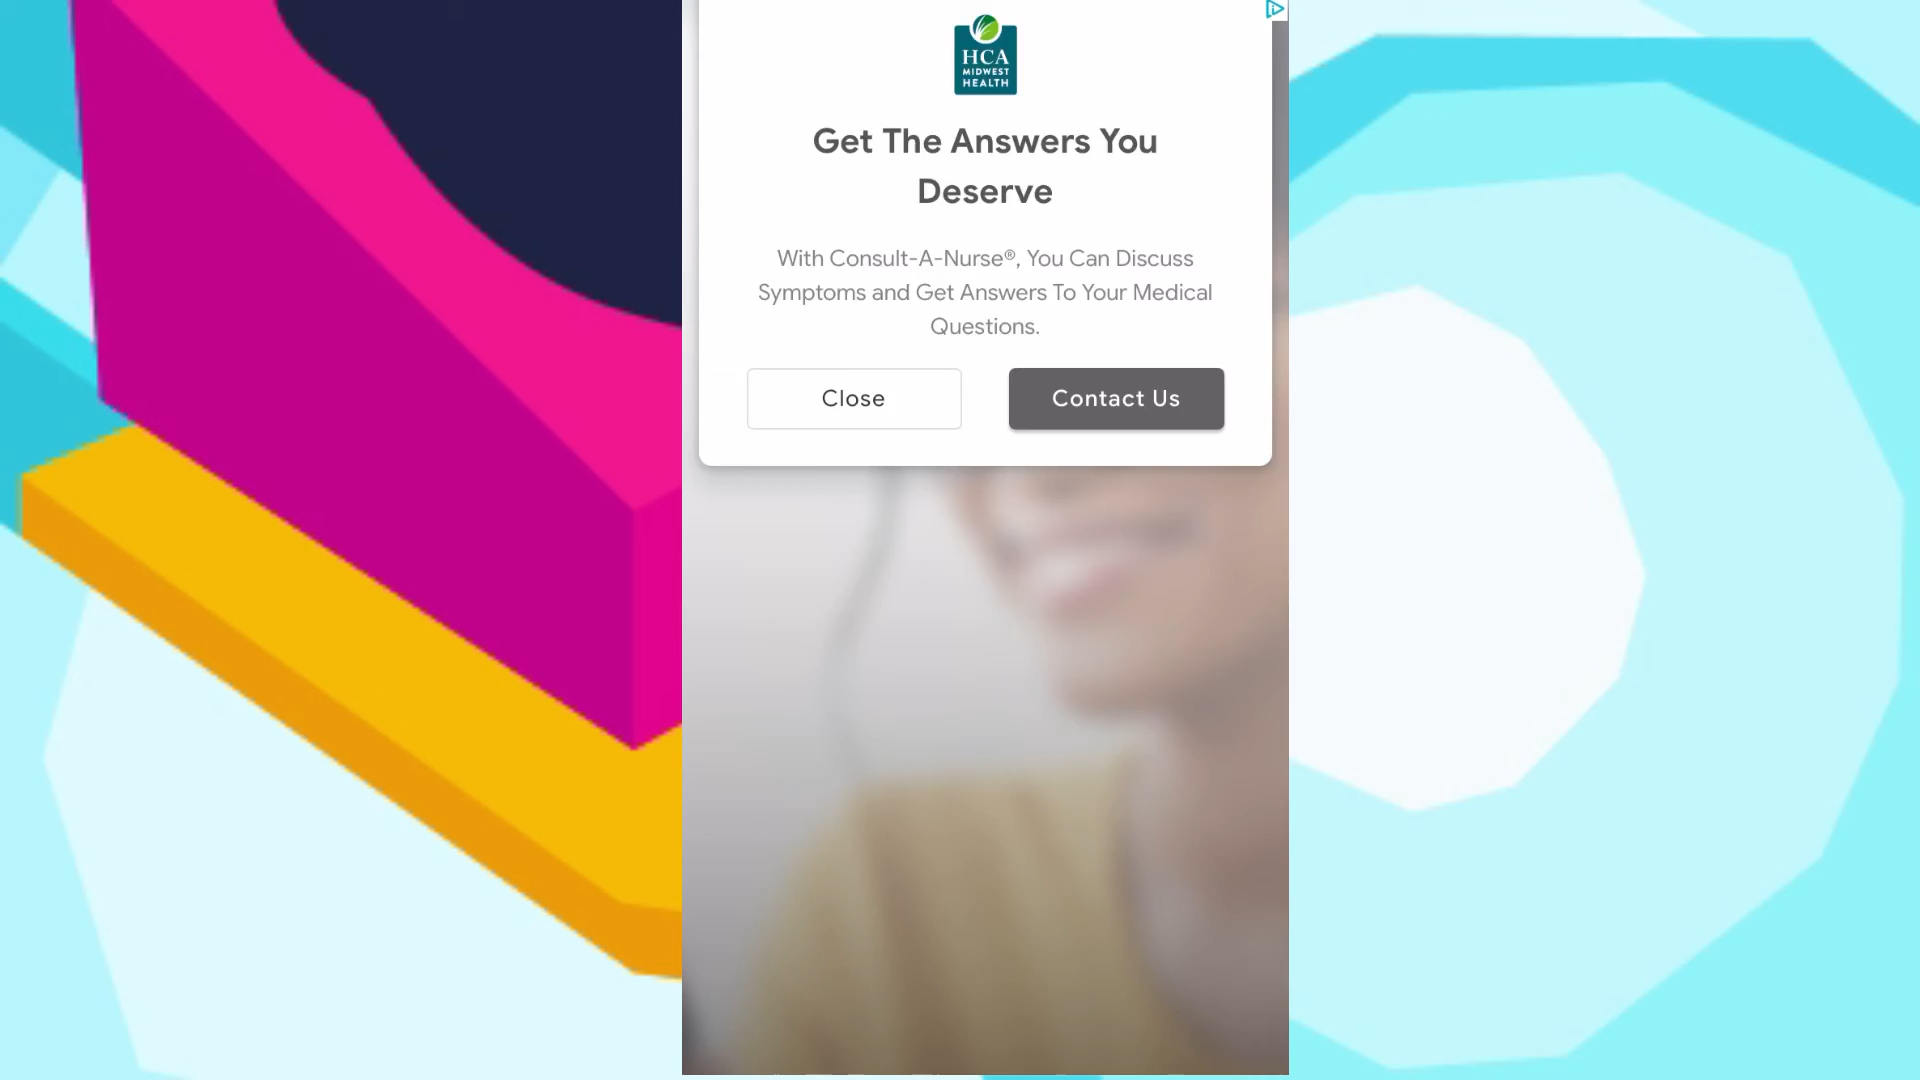 HCA
MIDWEST
HEALTH
Get The Answers You
Deserve
With Consult-A-Nurse®, You Can Discuss
Symptoms and Get Answers To Your Medical
Questions.
Close
Contact Us